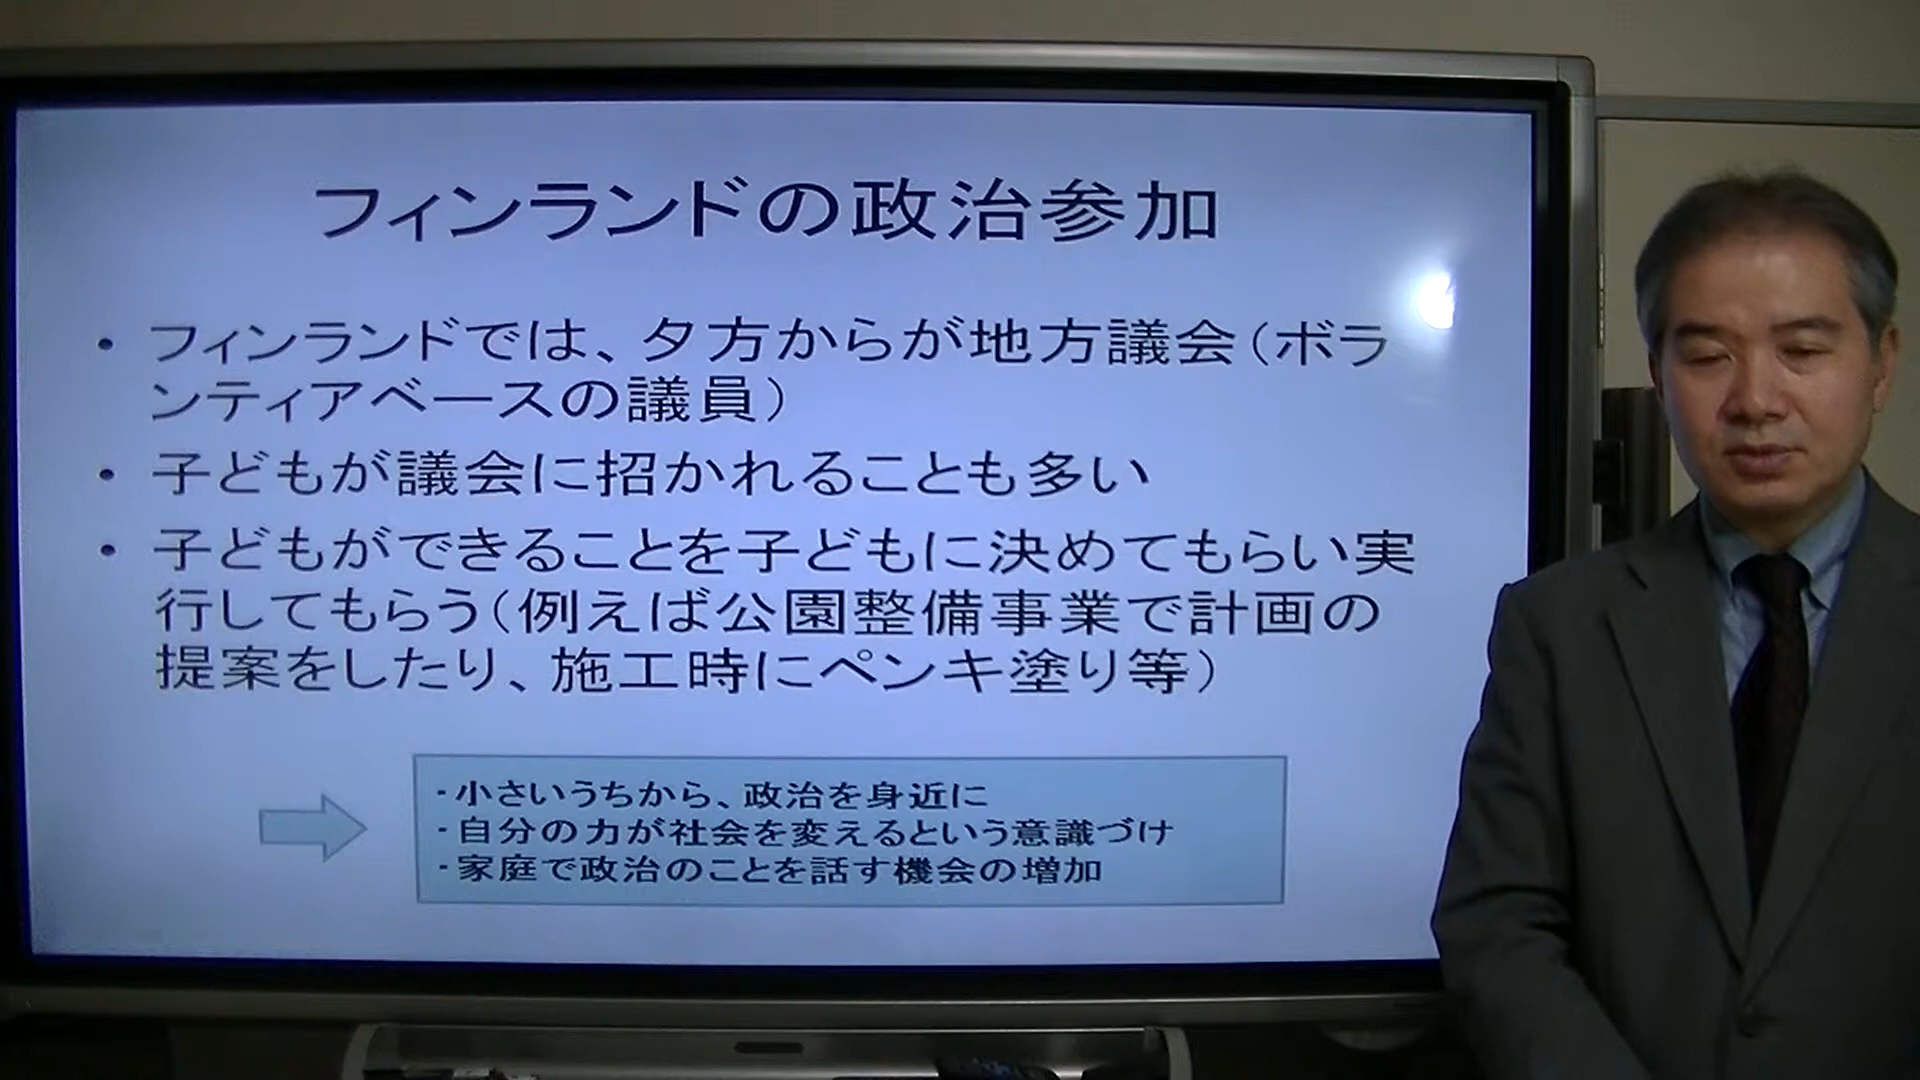 フィンランドの政治参加
・フィンランドでは、夕方からが地方議会（ボラ
ンティアベースの議員）
・子どもが議会に招かれることも多い
・子どもができることを子どもに決めてもらい実
行してもらう（例えば公園整備事業で計画の
提案をしたり、施工時にペンキ塗り等）
・小さいうちから、政治を身近に
・自分の力が社会を変えるという意識づけ
・家庭で政治のことを話す機会の増加